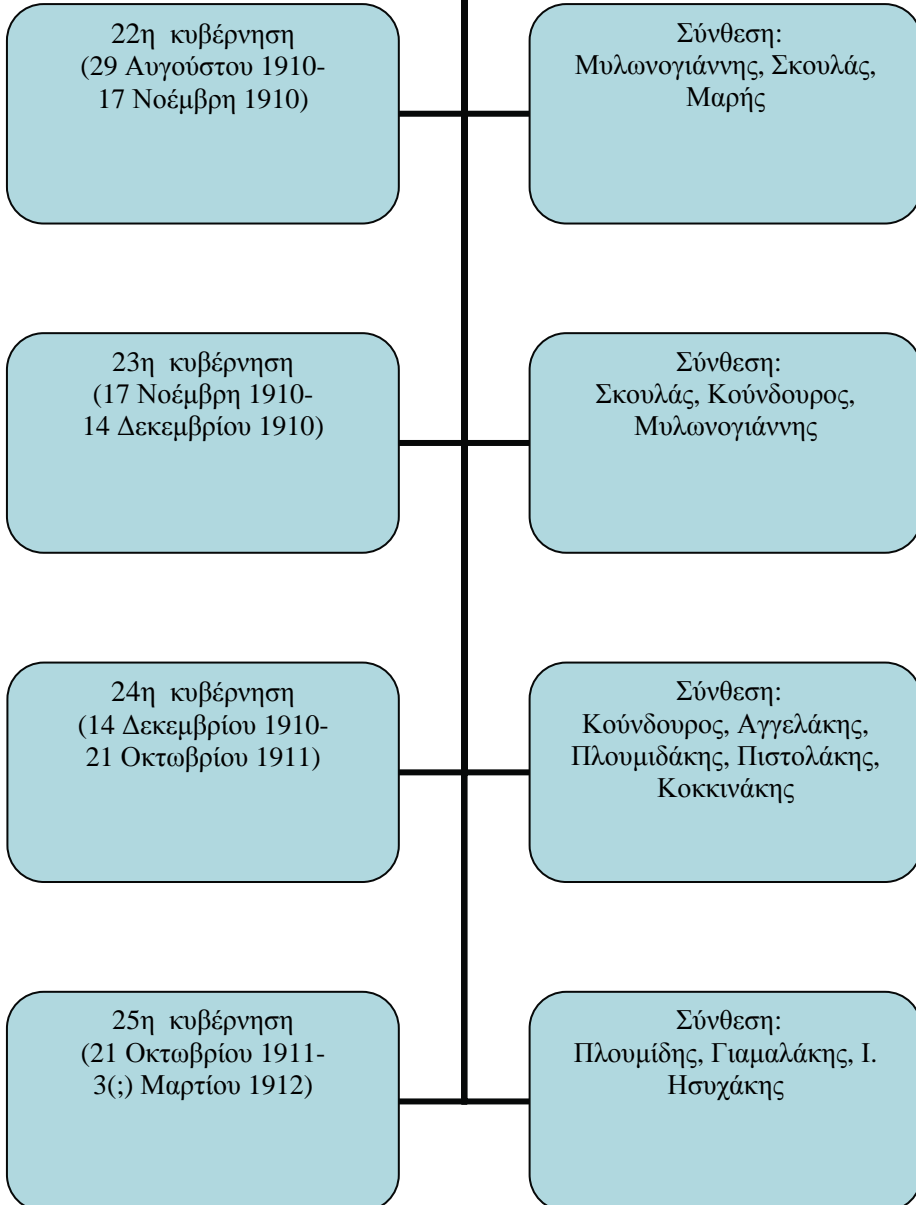 22η κυβέρνηση
(29 Αυγούστου 1910-
17 Νοέμβρη 1910)
Σύνθεση:
Μυλωνογιάννης, Σκουλάς,
Μαρής
23η κυβέρνηση
(17 Νοέμβρη 1910-
14 Δεκεμβρίου 1910)
Σύνθεση:
Σκουλάς, Κούνδουρος,
Μυλωνογιάννης
24η κυβέρνηση
(14 Δεκεμβρίου 1910-
21 Οκτωβρίου 1911)
Σύνθεση:
Κούνδουρος, Αγγελάκης,
Πλουμιδάκης, Πιστολάκης,
Κοκκινάκης
25η κυβέρνηση
(21 Οκτωβρίου 1911-
3(;) Μαρτίου 1912)
Σύνθεση:
Πλουμίδης, Γιαμαλάκης, Ι.
Ησυχάκης